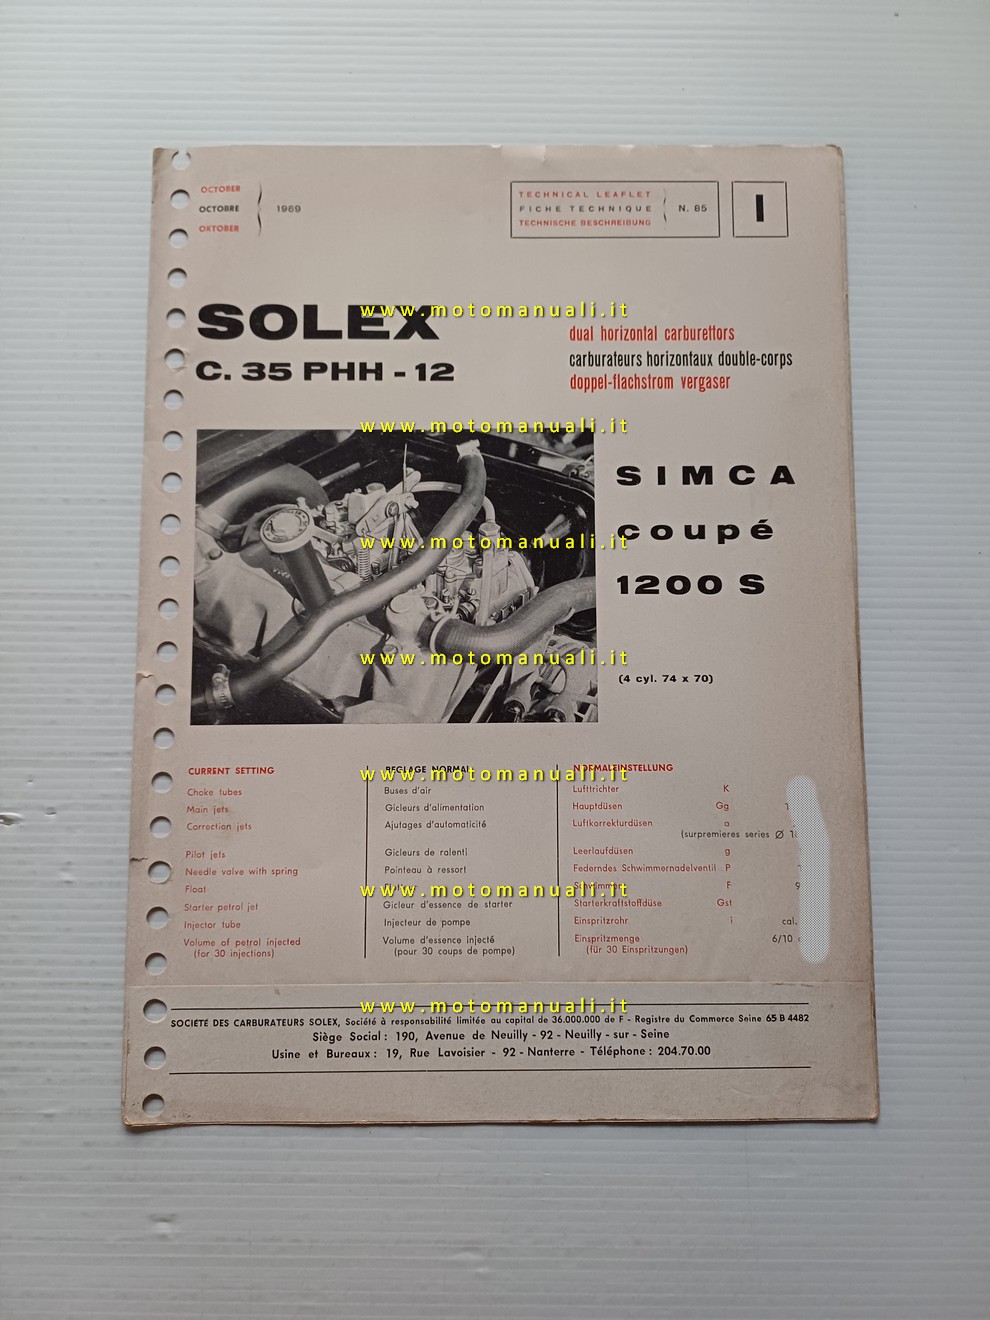 OCTOBER
OCTOBRE
OKTOBER
1969
TECHNICAL LEAFLET
FICHE TECHNIQUE
TECHNISCHE BESCHREIBUNG
N. 85
I
SOLEX
C. 35 PHH - 12
dual horizontal carburettors
carburateurs horizontaux double-corps
doppel-flachstrom vergaser
www.motomanuali.it
www.motomanuali.it
SIMCA
coupé
1200 S
www.motomanuali.it
www.motomanuali.it
(4 cyl. 74 x 70)
CURRENT SETTING
Choke tubes
Main jets
Correction jets
Pilot jets
Needle valve with spring
Float
Starter petrol jet
Injector tube
Volume of petrol injected
(for 30 injections)
REGLAGE NORMAL
www.motomanuali.it
Buses d'air
Gicleurs d'alimentation
Ajutages d'automaticité
Gicleurs de ralenti
Pointeau à ressort
www.motomanuali.it
Gicleur d'essence de starter
Injecteur de pompe
Volume d'essence injecté
(pour 30 coups de pompe)
NORMALEINSTELLUNG
Lufttrichter K
Hauptdüsen Gg 1
Luftkorrekturdüsen a
(surpremieres series Ø 1
Leerlaufdüsen g
Federndes Schwimmernadelventil P
Schwimmer F 9
Starterkraftstoffdüse Gst
Einspritzrohr i cal.
Einspritzmenge 6/10
(für 30 Einspritzungen)
www.motomanuali.it
SOCIÉTÉ DES CARBURATEURS SOLEX, Société à responsabilité limitée au capital de 36.000.000 de F - Registre du Commerce Seine 65 B 4482
Siège Social : 190, Avenue de Neuilly - 92 - Neuilly - sur - Seine
Usine et Bureaux : 19, Rue Lavoisier - 92 - Nanterre - Téléphone : 204.70.00